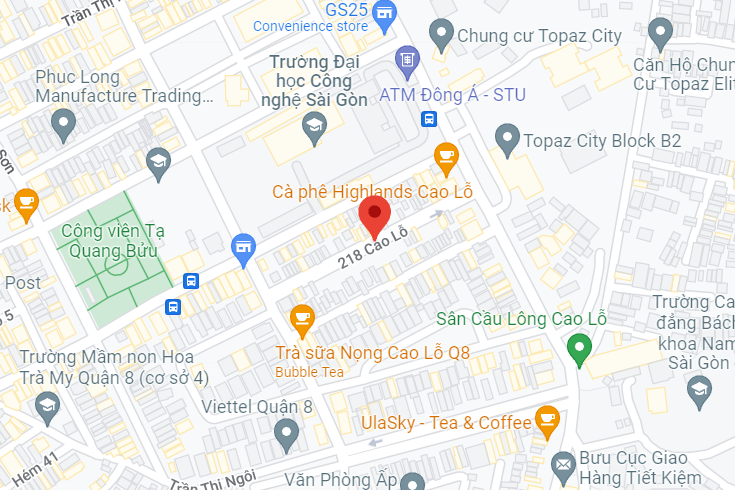 Trần Thị
GS25
Convenience store
Chung cư Topaz City
Căn Hộ Chun
Cư Topaz Elit
Trường Đại
học Công
nghệ Sài Gòn
ATM Đông Á - STU
Phuc Long
Manufacture Trading...
Sơn
Topaz City Block B2
sk
Cà phê Highlands Cao Lỗ
Công viên Tạ
Quang Bửu
218 Cao Lỗ
Post
5
Sân Cầu Lông Cao Lỗ
Trường Ca
đẳng Bách
khoa Nam
Sài Gòn
Trà sữa Nọng Cao Lỗ Q8
Bubble Tea
Trường Mầm non Hoa
Trà My Quận 8 (cơ sở 4)
Viettel Quận 8
UlaSky - Tea & Coffee
Hẻm 41
Trần Thị Ngôi
Văn Phòng Ấp
Bưu Cục Giao
Hàng Tiết Kiệm